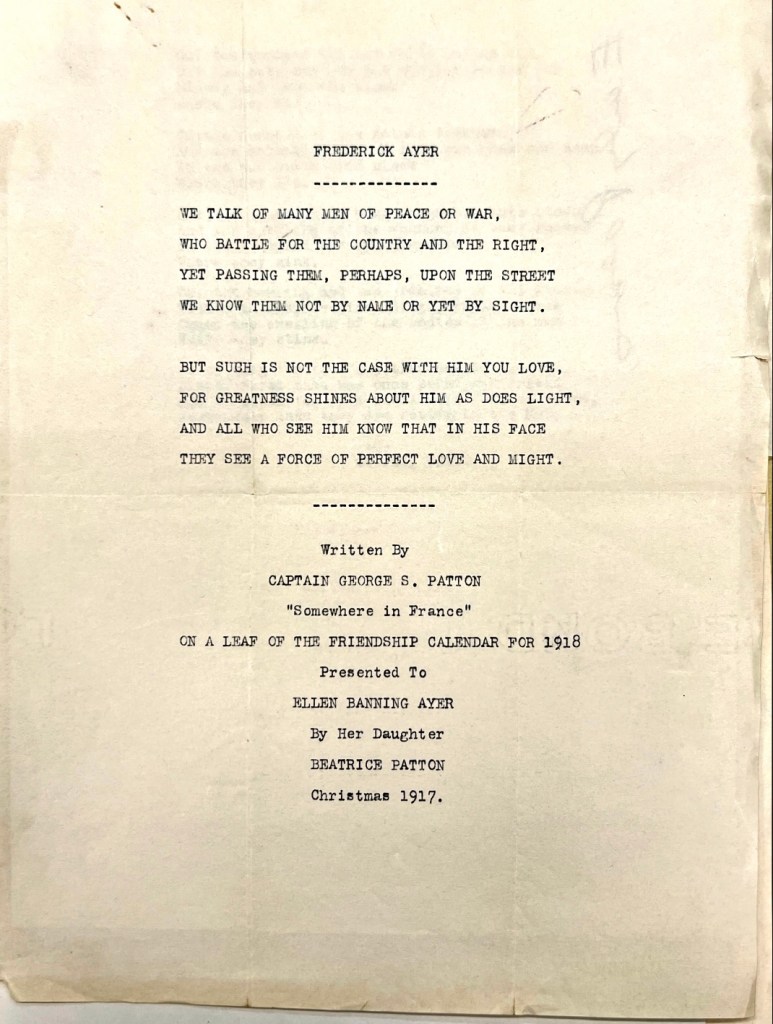 FREDERICK AYER
--------------
WE TALK OF MANY MEN OF PEACE OR WAR,
WHO BATTLE FOR THE COUNTRY AND THE RIGHT,
YET PASSING THEM, PERHAPS, UPON THE STREET
WE KNOW THEM NOT BY NAME OR YET BY SIGHT.
BUT SUCH IS NOT THE CASE WITH HIM YOU LOVE,
FOR GREATNESS SHINES ABOUT HIM AS DOES LIGHT,
AND ALL WHO SEE HIM KNOW THAT IN HIS FACE
THEY SEE A FORCE OF PERFECT LOVE AND MIGHT.
--------------
Written By
CAPTAIN GEORGE S. PATTON
"Somewhere in France"
ON A LEAF OF THE FRIENDSHIP CALENDAR FOR 1918
Presented To
ELLEN BANNING AYER
By Her Daughter
BEATRICE PATTON
Christmas 1917.